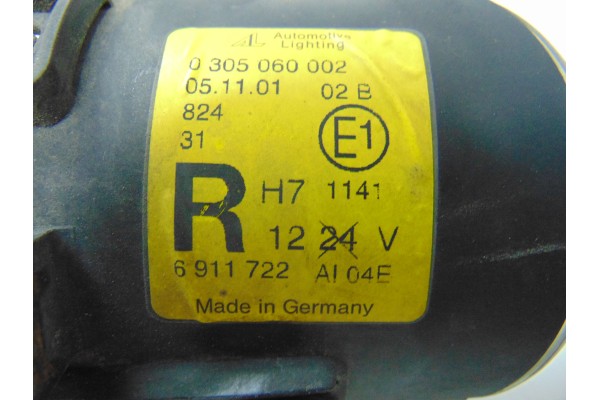 AL Automotive
Lighting
0 305 060 002
05.11.01 02 B
824
31 E1
R H7 1141
12 24 V
6 911 722 AI 04E
Made in Germany